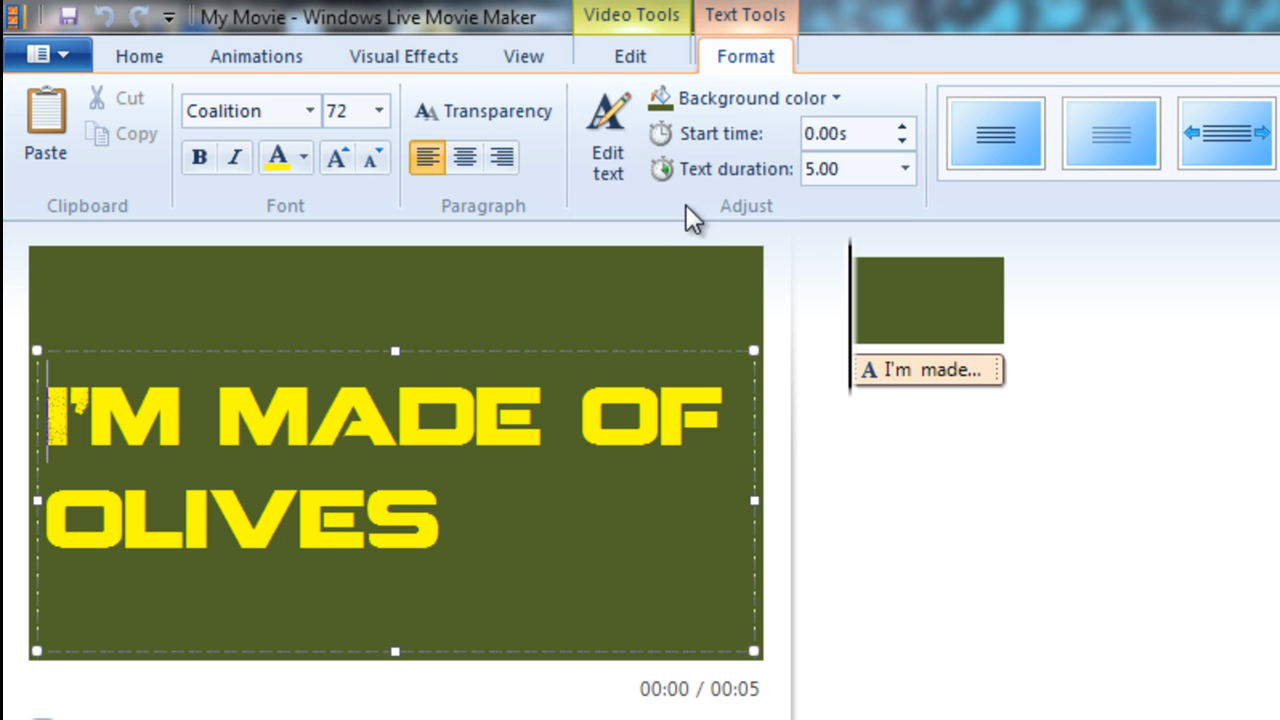 My Movie - Windows Live Movie Maker
Video Tools
Text Tools
Home
Animations
Visual Effects
View
Edit
Format
Paste
Cut
Copy
Clipboard
Coalition
72
B I A A A
Font
Transparency
Paragraph
Edit
text
Background color
Start time: 0.00s
Text duration: 5.00
Adjust
I'M MADE OF
OLIVES
A I'm made...
00:00 / 00:05